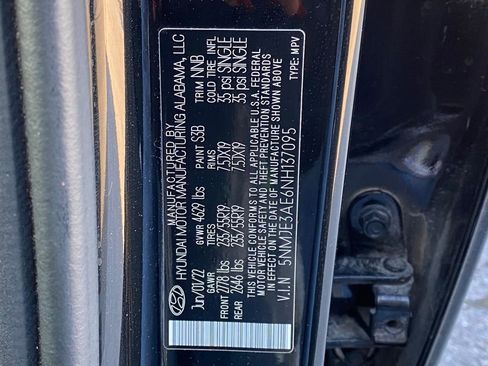 MANUFACTURED BY
HYUNDAI MOTOR MANUFACTURING ALABAMA, LLC
Jun/01/22 GVWR 4629 lbs PAINT S3B TRIM NNB
GAWR RIMS COLD TIRE INFL
FRONT 2778 lbs 235/55R19 7.5JX19 35 psi SINGLE
REAR 2646 lbs 235/55R19 7.5JX19 35 psi SINGLE
THIS VEHICLE CONFORMS TO ALL APPLICABLE U.S.A. FEDERAL
MOTOR VEHICLE SAFETY AND THEFT PREVENTION STANDARDS
IN EFFECT ON THE DATE OF MANUFACTURE SHOWN ABOVE
V.I.N 5NMJE3AE6NH137095 TYPE: MPV